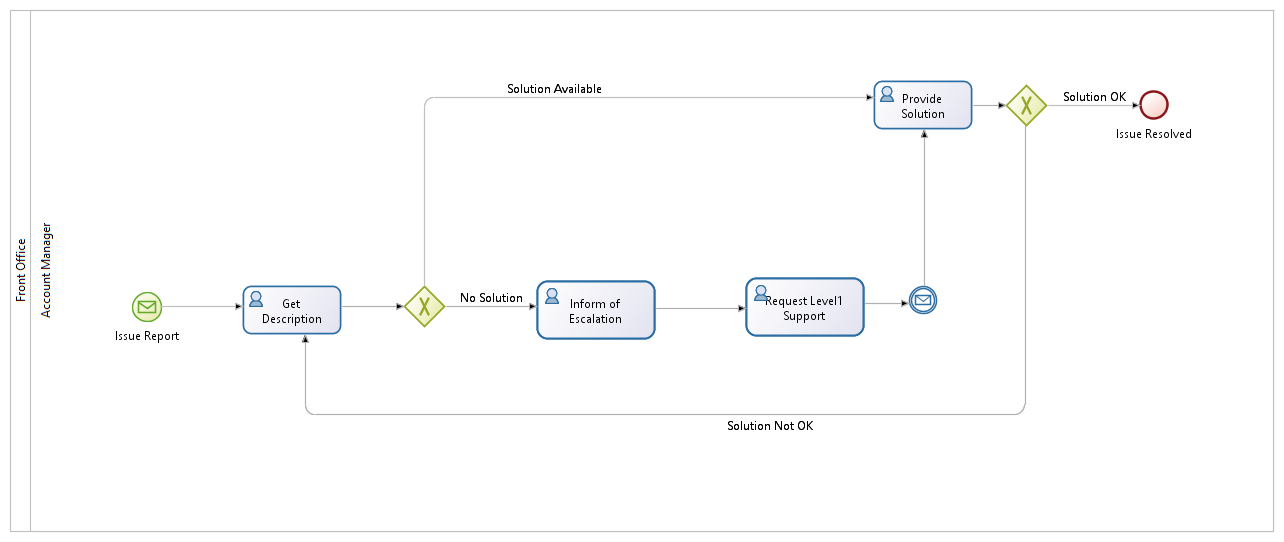 Front Office
Account Manager
Solution Available
Provide
Solution
Solution OK
Issue Resolved
Issue Report
Get
Description
No Solution
Inform of
Escalation
Request Level1
Support
Solution Not OK